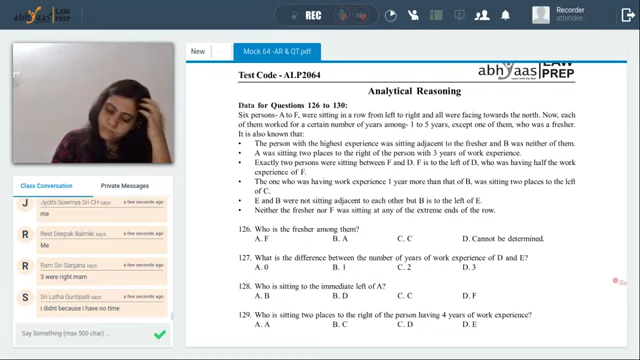 abhyaas LAW PREP
REC
Recorder
attendee
New
Mock 64 -AR & QT.pdf
Test Code - ALP2064
abhyaas LAW PREP
Analytical Reasoning
Data for Questions 126 to 130:
Six persons- A to F, were sitting in a row from left to right and all were facing towards the north. Now, each
of them worked for a certain number of years among- 1 to 5 years, except one of them, who was a fresher.
It is also known that:
• The person with the highest experience was sitting adjacent to the fresher and B was neither of them.
• A was sitting two places to the right of the person with 3 years of work experience.
• Exactly two persons were sitting between F and D. F is to the left of D, who was having half the work
experience of F.
• The one who was having work experience 1 year more than that of B, was sitting two places to the left
of C.
• E and B were not sitting adjacent to each other but B is to the left of E.
• Neither the fresher nor F was sitting at any of the extreme ends of the row.
126. Who is the fresher among them?
A. F B. A C. C D. Cannot be determined.
127. What is the difference between the number of years of work experience of D and E?
A. 0 B. 1 C. 2 D. 3
128. Who is sitting to the immediate left of A?
A. B B. D C. C D. F
129. Who is sitting two places to the right of the person having 4 years of work experience?
A. A B. C C. D D. E
Class Conversation
Private Messages
J Jyothi Sowmya Sri CH says: a few seconds ago
me
R Reet Deepak Balmiki says: a few seconds ago
Me
R Ram Siri Sanjana says: a few seconds ago
3 were right mam
S Sri Latha Guntipalli says: a few seconds ago
i didnt because i have no time
Say Something (max 500 char)